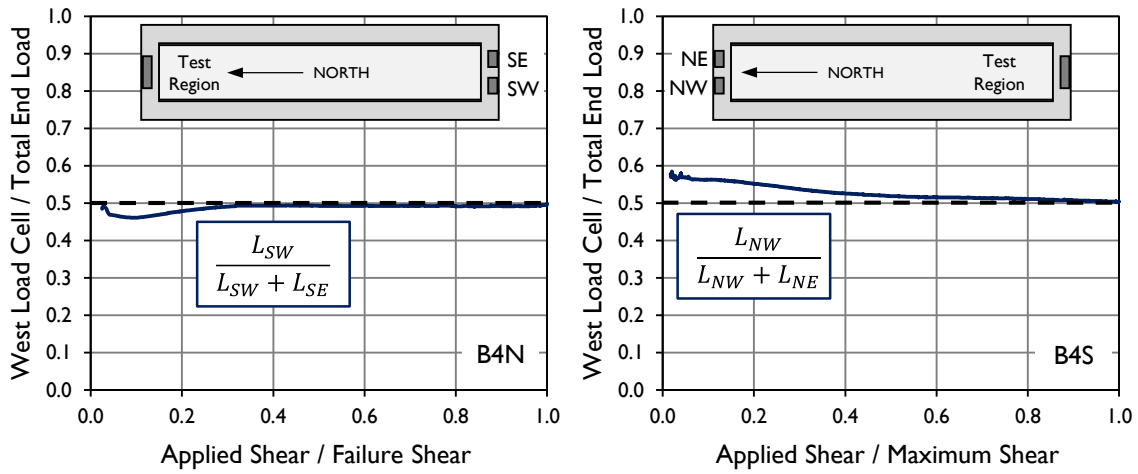 West Load Cell / Total End Load
1.0
0.9
0.8
0.7
0.6
0.5
0.4
0.3
0.2
0.1
0.0
Test
Region
NORTH
SE
SW
L_SW
L_SW + L_SE
B4N
0.0 0.2 0.4 0.6 0.8 1.0
Applied Shear / Failure Shear
West Load Cell / Total End Load
1.0
0.9
0.8
0.7
0.6
0.5
0.4
0.3
0.2
0.1
0.0
NE
NW
NORTH
Test
Region
L_NW
L_NW + L_NE
B4S
0.0 0.2 0.4 0.6 0.8 1.0
Applied Shear / Maximum Shear